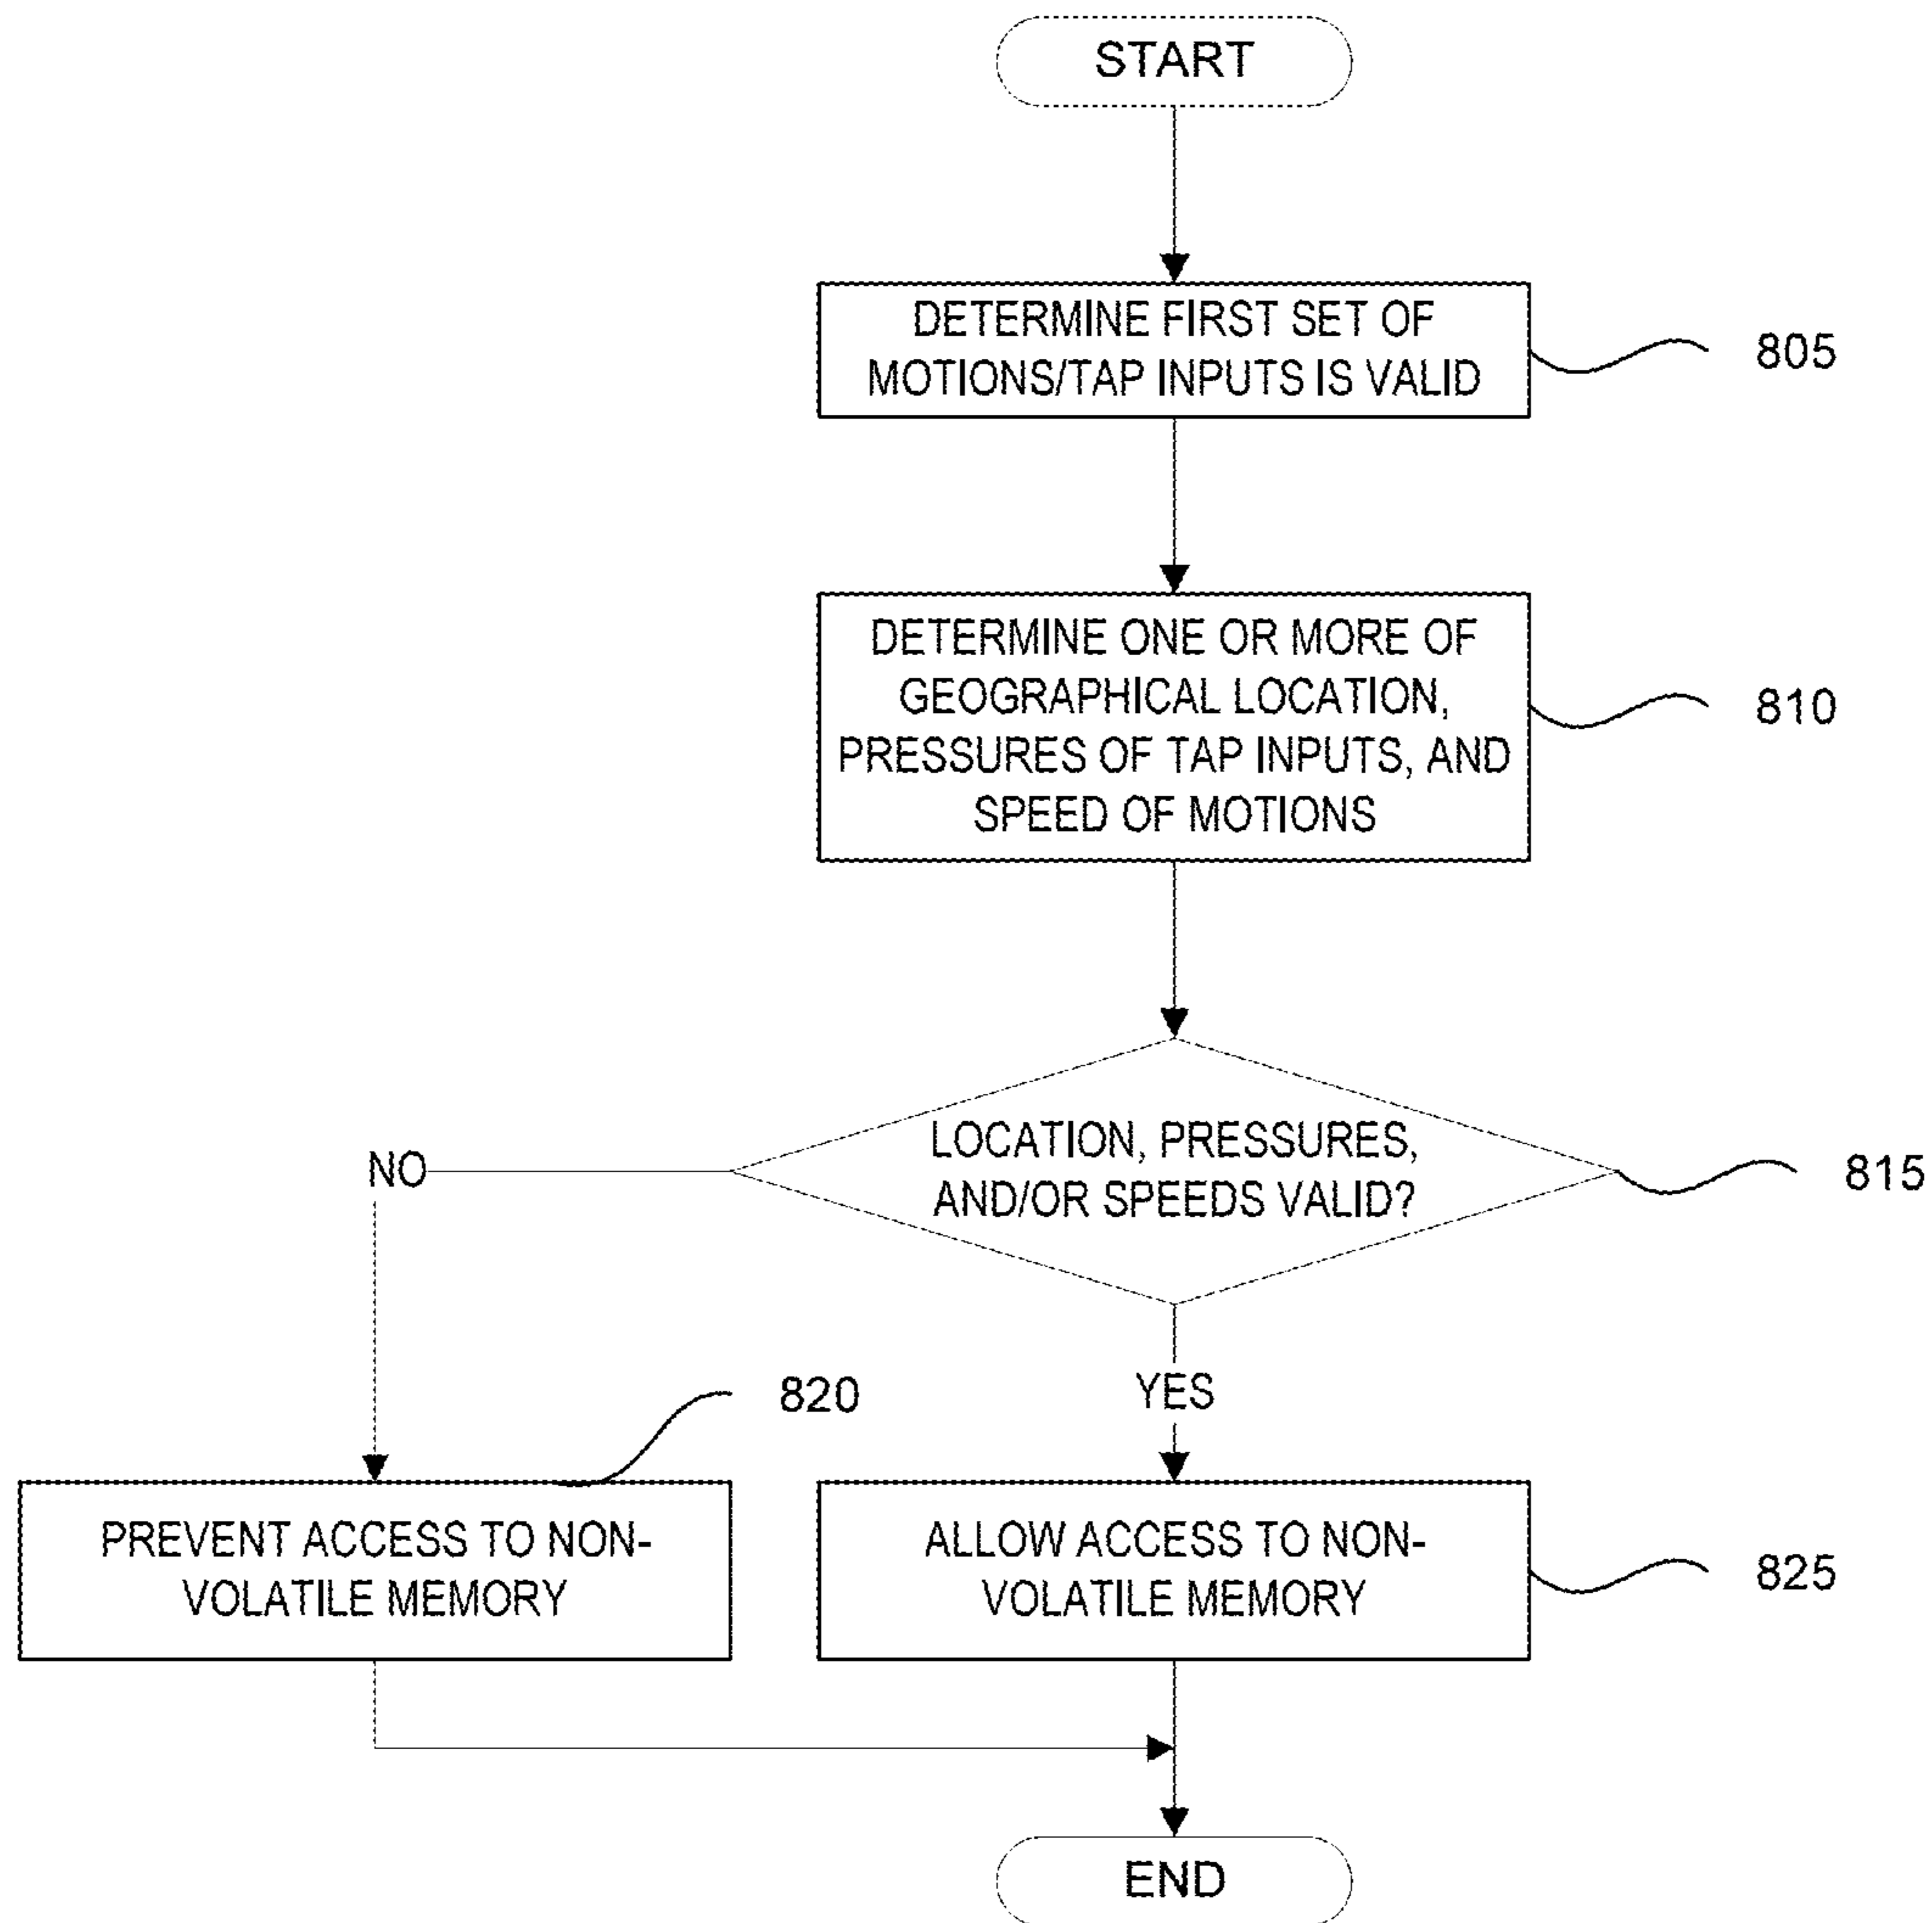 START
DETERMINE FIRST SET OF
MOTIONS/TAP INPUTS IS VALID
805
DETERMINE ONE OR MORE OF
GEOGRAPHICAL LOCATION,
PRESSURES OF TAP INPUTS, AND
SPEED OF MOTIONS
810
LOCATION, PRESSURES,
AND/OR SPEEDS VALID?
815
NO
YES
820
PREVENT ACCESS TO NON-
VOLATILE MEMORY
ALLOW ACCESS TO NON-
VOLATILE MEMORY
825
END